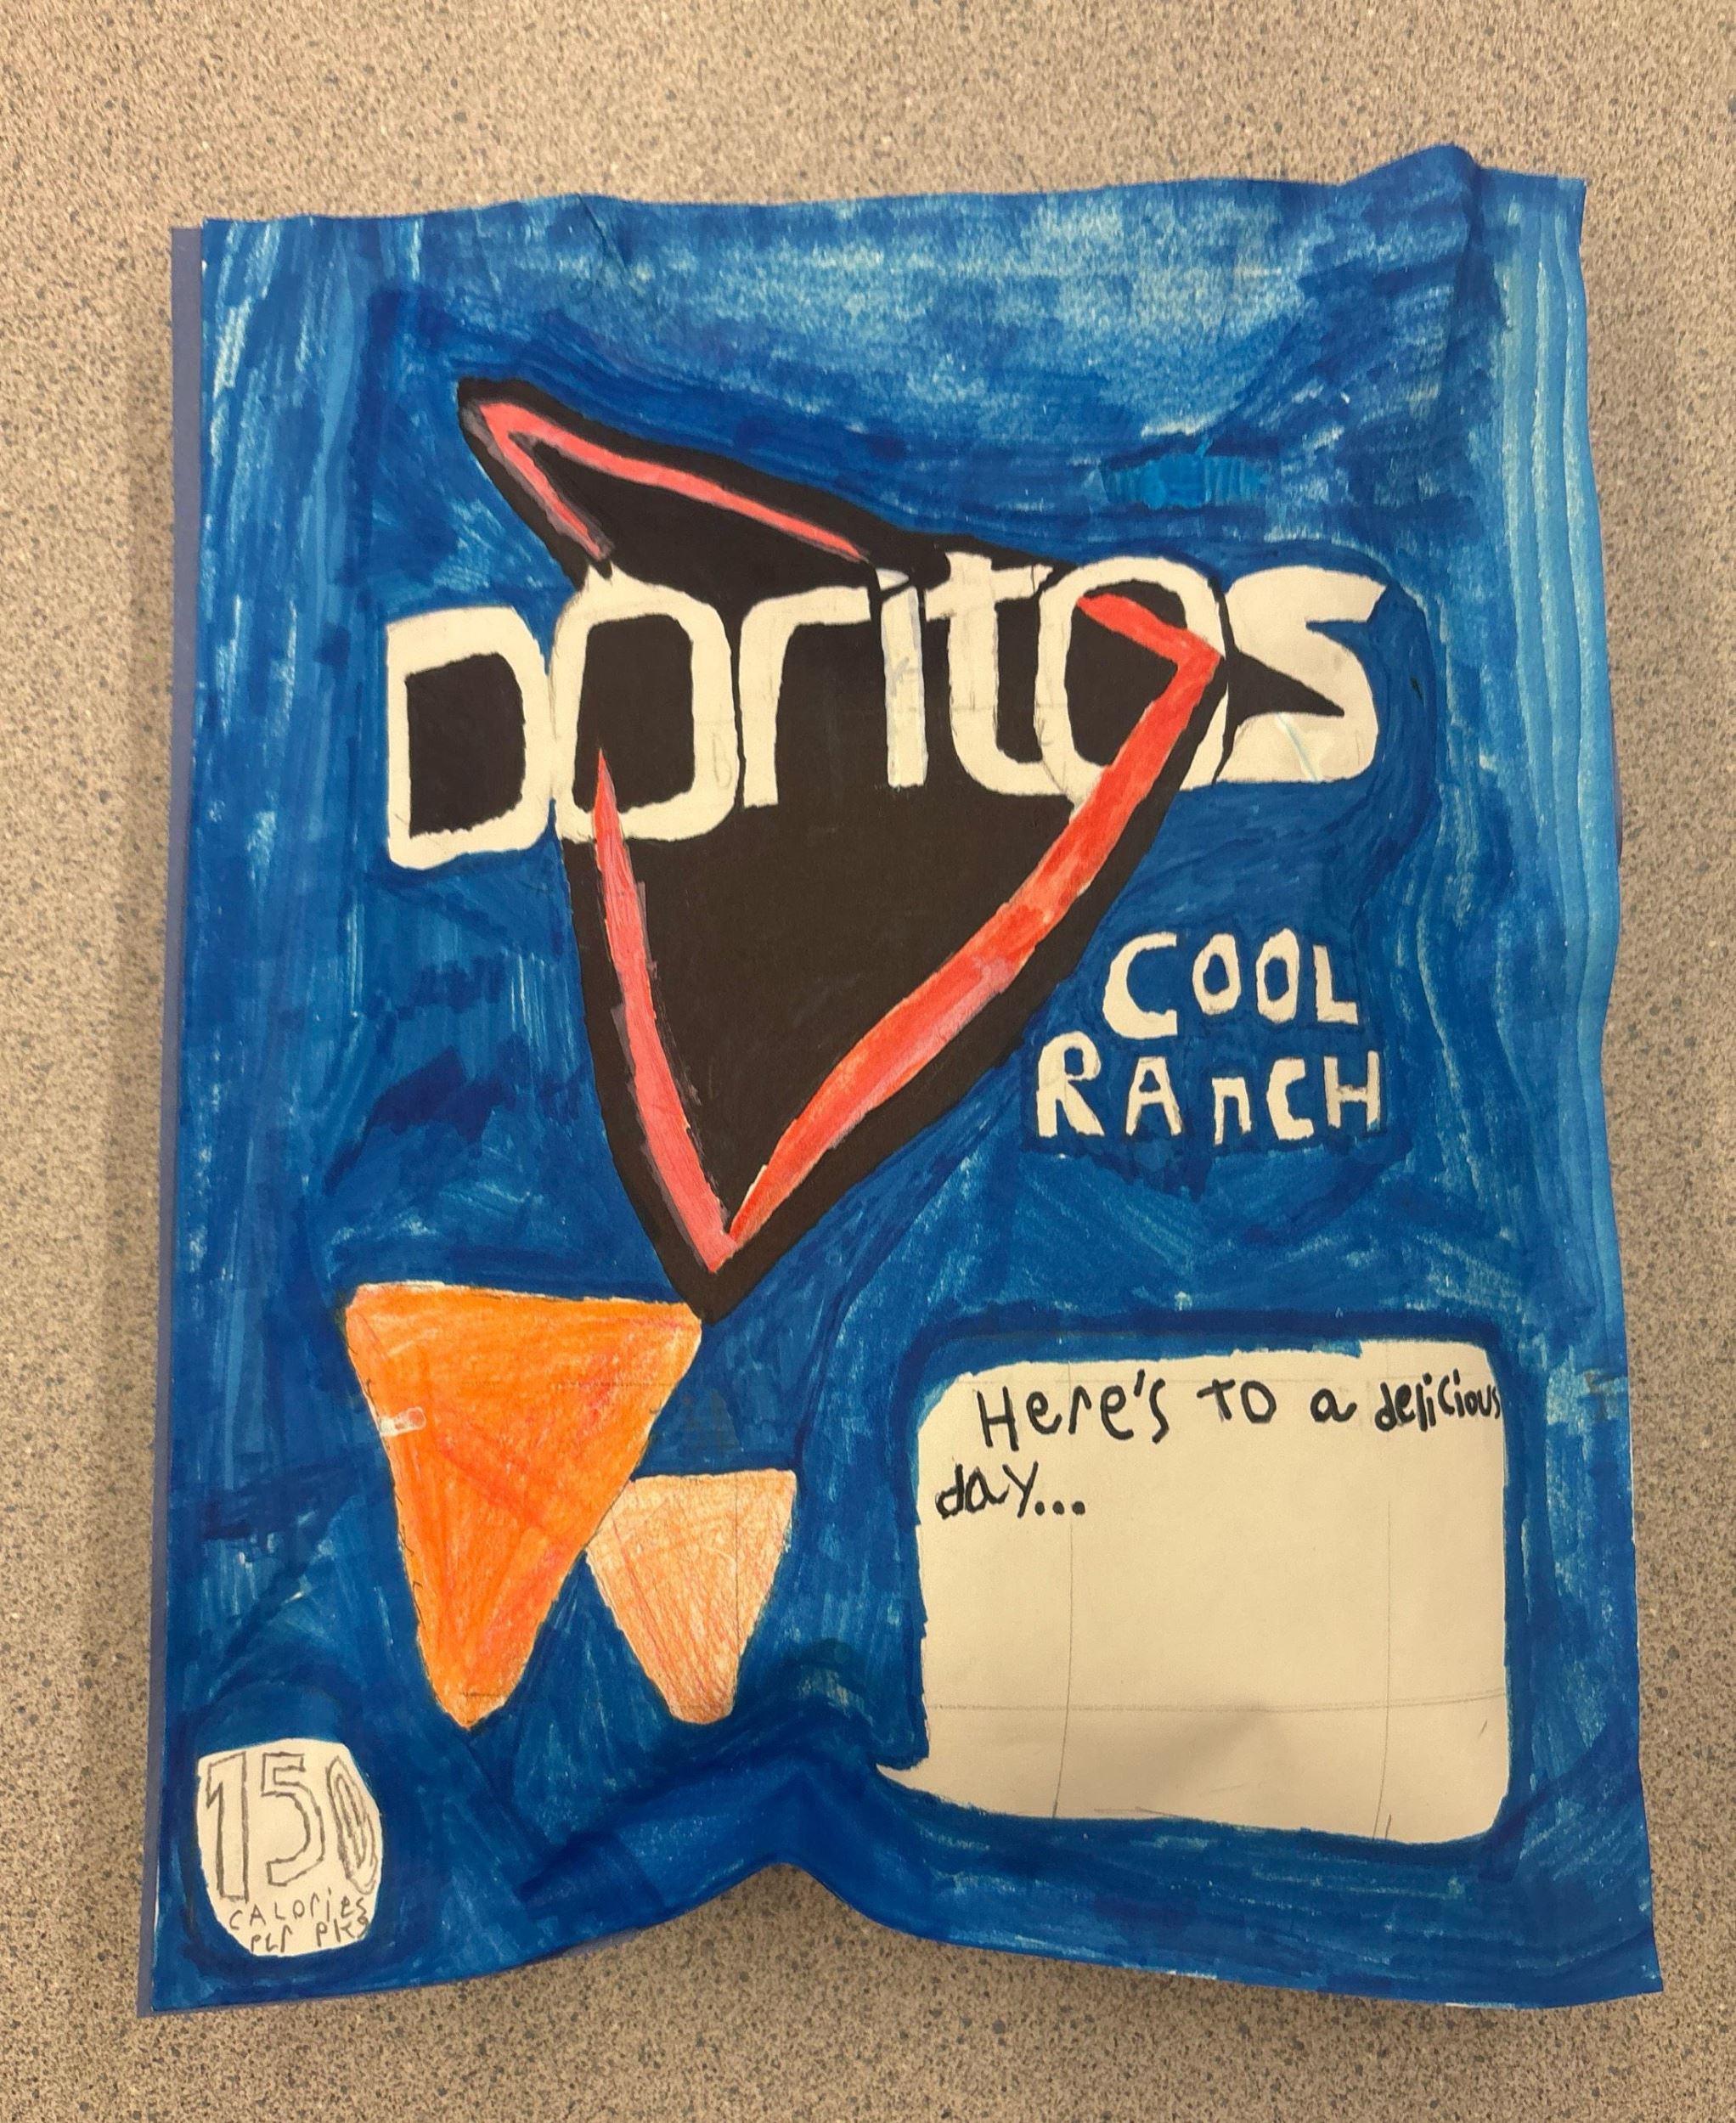 Doritos
COOL
RAnCH
Here's TO a delicious
day...
150
CALOriES
Per PKg